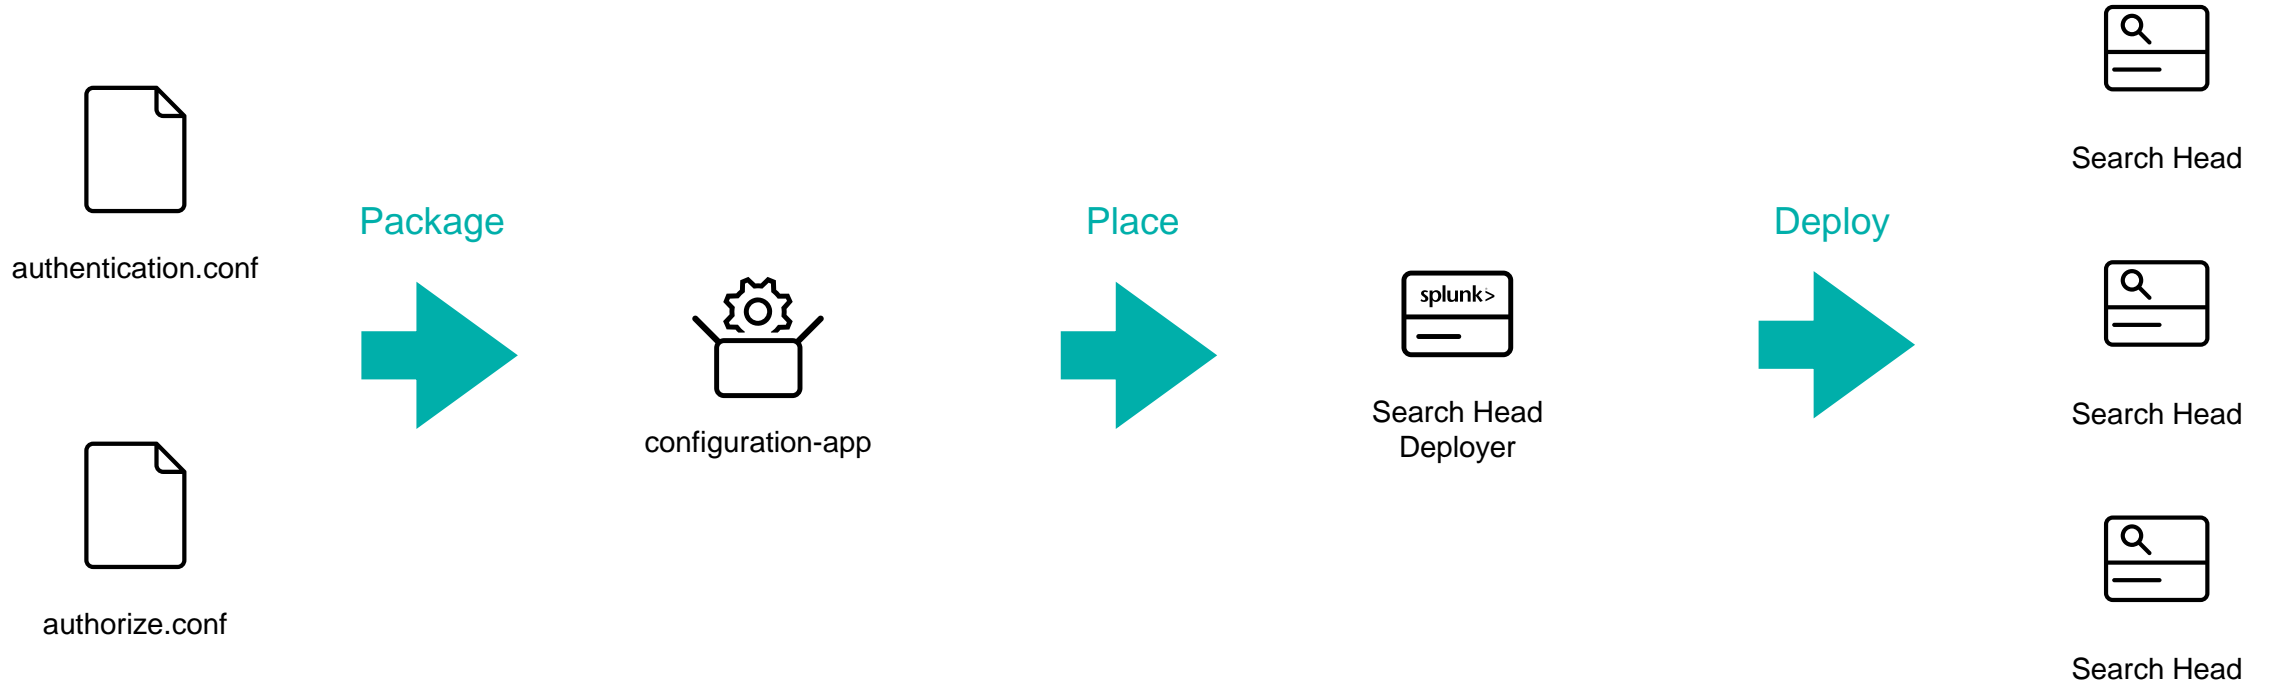 authentication.conf
authorize.conf
Package
configuration-app
Place
splunk>
Search Head
Deployer
Deploy
Search Head
Search Head
Search Head